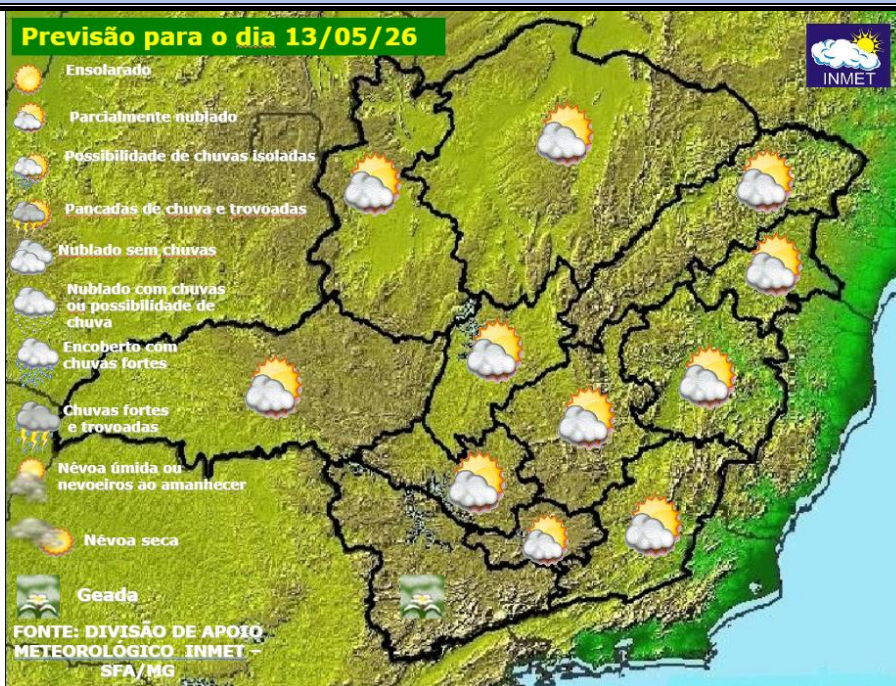 Previsão para o dia 13/05/26
INMET
Ensolarado
Parcialmente nublado
Possibilidade de chuvas isoladas
Pancadas de chuva e trovoadas
Nublado sem chuvas
Nublado com chuvas
ou possibilidade de
chuva
Encoberto com
chuvas fortes
Chuvas fortes
e trovoadas
Névoa úmida ou
nevoeiros ao amanhecer
Névoa seca
Geada
FONTE: DIVISÃO DE APOIO
METEOROLÓGICO INMET –
SFA/MG